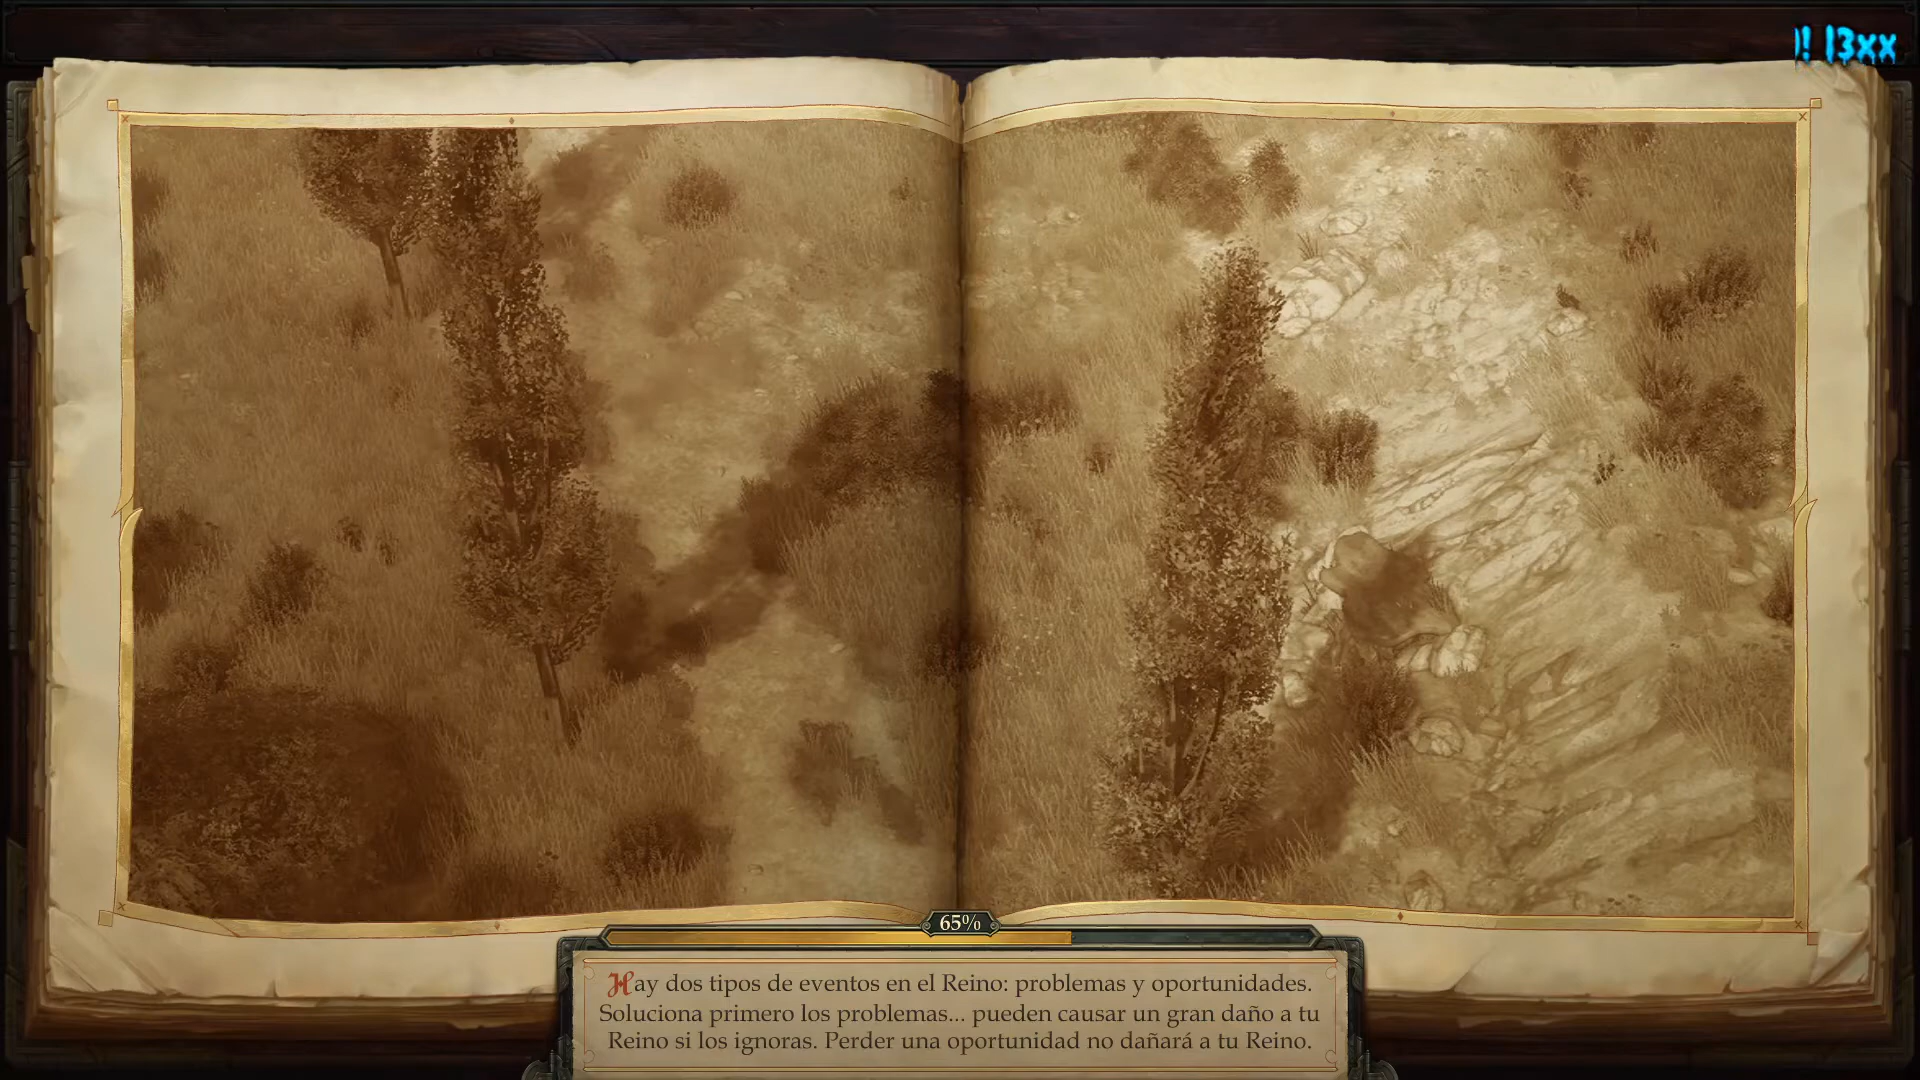 ! 13xx
65%
Hay dos tipos de eventos en el Reino: problemas y oportunidades.
Soluciona primero los problemas... pueden causar un gran daño a tu
Reino si los ignoras. Perder una oportunidad no dañará a tu Reino.